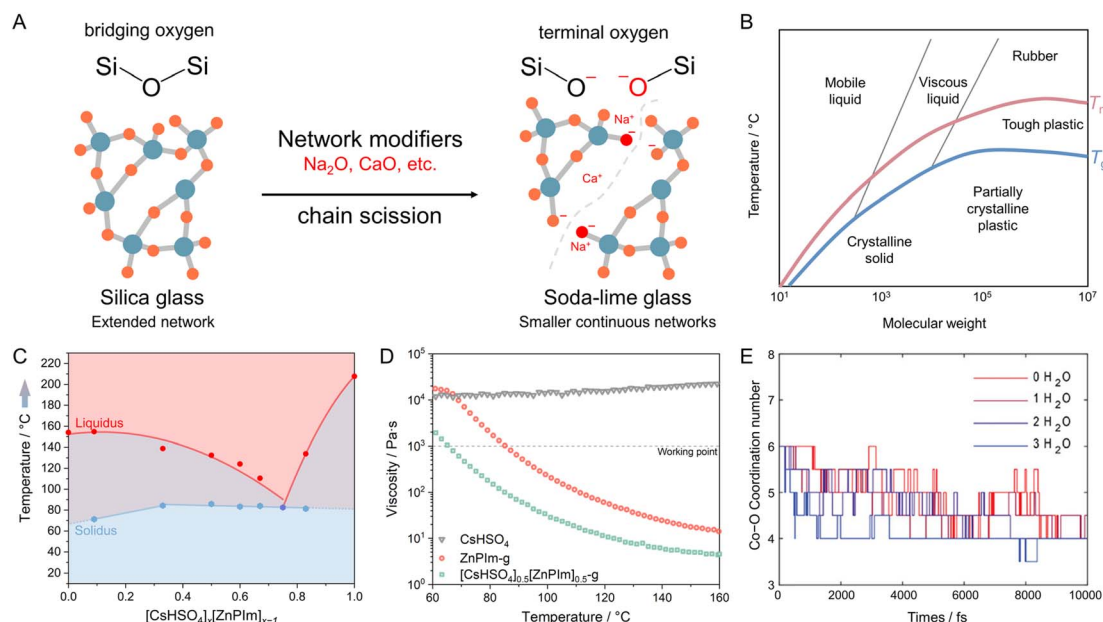 A
bridging oxygen
Si Si
O
Silica glass
Extended network
Network modifiers
Na₂O, CaO, etc.
chain scission
terminal oxygen
Si Si
O⁻ ⁻O
Na⁺
Ca⁺
Na⁺
Soda-lime glass
Smaller continuous networks
B
Temperature / °C
Mobile
liquid
Viscous
liquid
Rubber
Tough plastic
Partially
crystalline
plastic
Crystalline
solid
10¹ 10³ 10⁵ 10⁷
Molecular weight
C
Temperature / °C
220
200
180
160
140
120
100
80
60
40
20
Liquidus
Solidus
0.0 0.2 0.4 0.6 0.8 1.0
[CsHSO₄]ₓ[ZnPIm]ₓ₋₁
D
Viscosity / Pa·s
10⁵
10⁴
10³
10²
10¹
10⁰
Working point
CsHSO₄
ZnPIm-g
[CsHSO₄]₀.₅[ZnPIm]₀.₅-g
60 80 100 120 140 160
Temperature / °C
E
Co–O Coordination number
8
7
6
5
4
3
0 H₂O
1 H₂O
2 H₂O
3 H₂O
0 2000 4000 6000 8000 10000
Times / fs